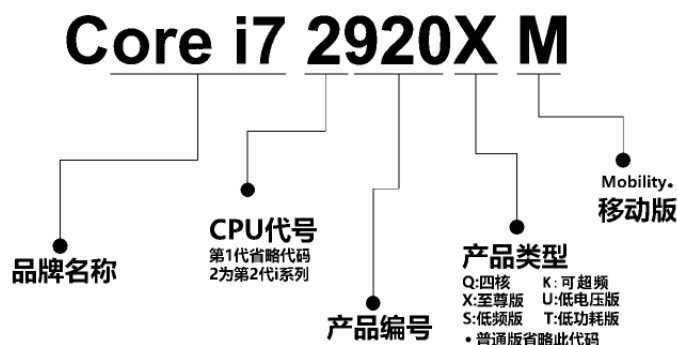 Core i7 2920X M
Mobility.
移动版
CPU代号
第1代省略代码
2为第2代i系列
品牌名称
产品类型
Q:四核 K:可超频
X:至尊版 U:低电压版
S:低频版 T:低功耗版
•普通版省略此代码
产品编号